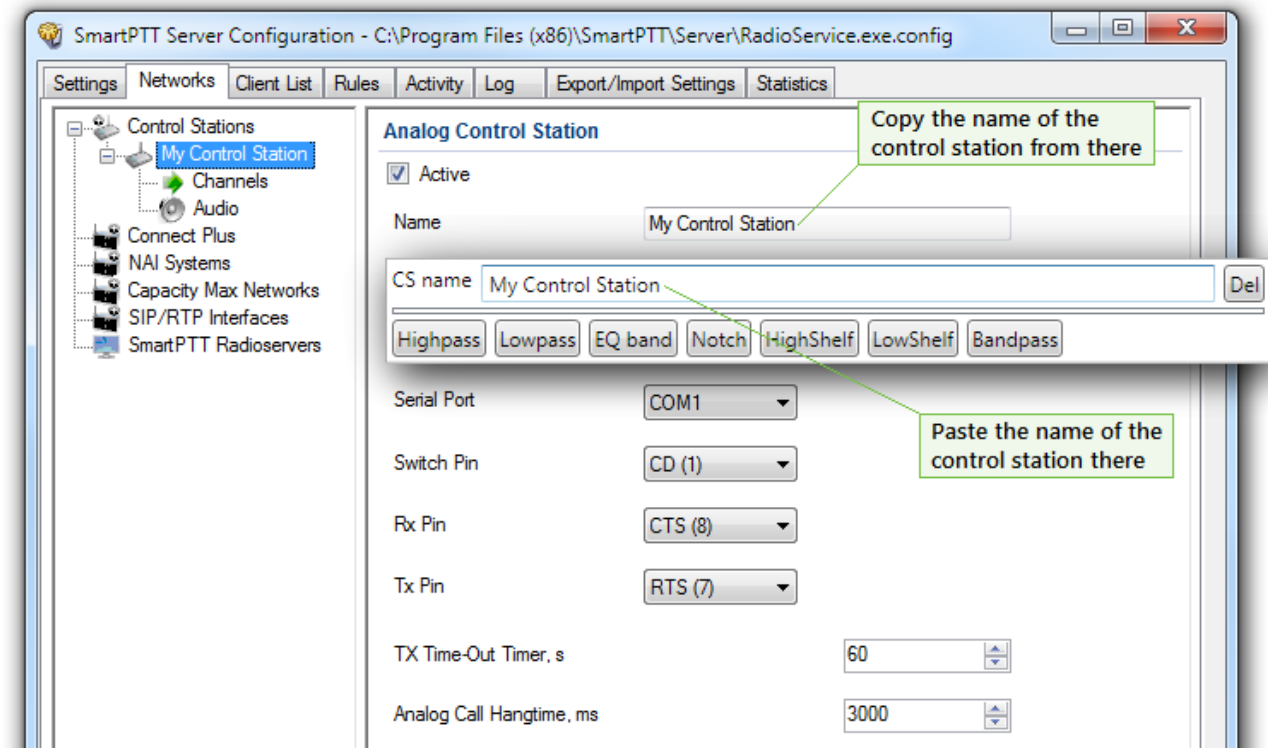 SmartPTT Server Configuration - C:\Program Files (x86)\SmartPTT\Server\RadioService.exe.config
Settings Networks Client List Rules Activity Log Export/Import Settings Statistics
Control Stations
My Control Station
Channels
Audio
Connect Plus
NAI Systems
Capacity Max Networks
SIP/RTP Interfaces
SmartPTT Radioservers
Analog Control Station
Copy the name of the
control station from there
Active
Name My Control Station
CS name My Control Station Del
Highpass Lowpass EQ band Notch HighShelf LowShelf Bandpass
Serial Port COM1
Paste the name of the
control station there
Switch Pin CD (1)
Rx Pin CTS (8)
Tx Pin RTS (7)
TX Time-Out Timer, s 60
Analog Call Hangtime, ms 3000